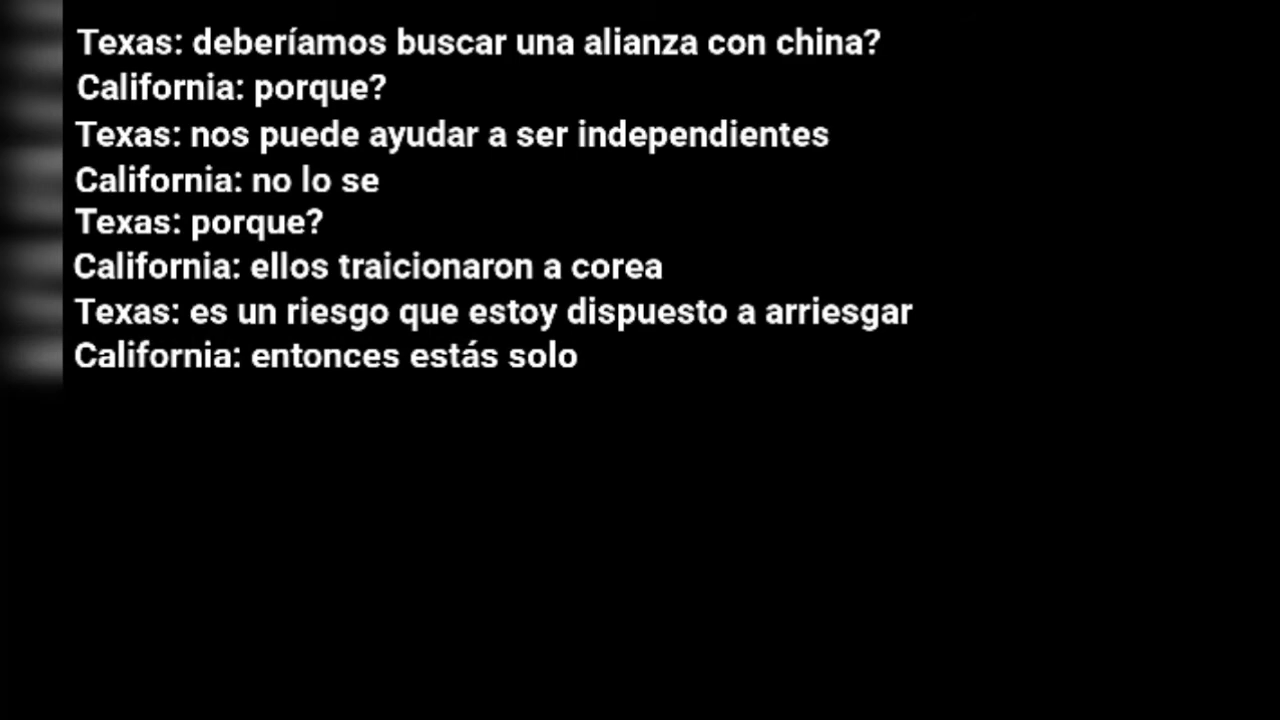 Texas: deberíamos buscar una alianza con china?
California: porque?
Texas: nos puede ayudar a ser independientes
California: no lo se
Texas: porque?
California: ellos traicionaron a corea
Texas: es un riesgo que estoy dispuesto a arriesgar
California: entonces estás solo